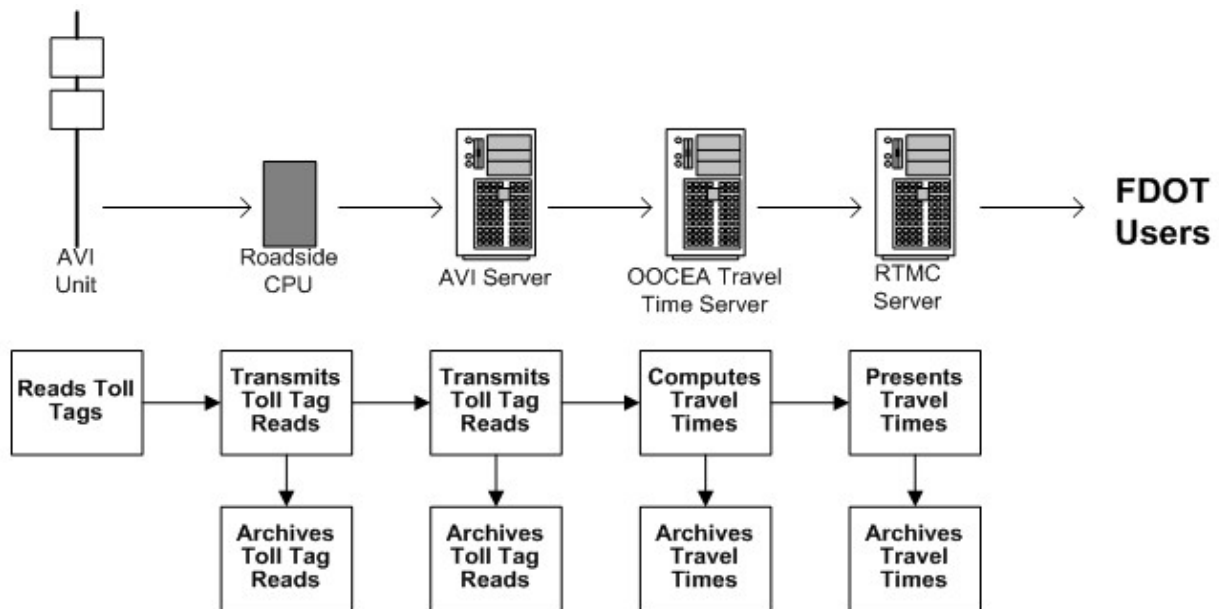 FDOT
Users
AVI
Unit
Roadside
CPU
AVI Server
OOCEA Travel
Time Server
RTMC
Server
Reads Toll
Tags
Transmits
Toll Tag
Reads
Transmits
Toll Tag
Reads
Computes
Travel
Times
Presents
Travel
Times
Archives
Toll Tag
Reads
Archives
Toll Tag
Reads
Archives
Travel
Times
Archives
Travel
Times